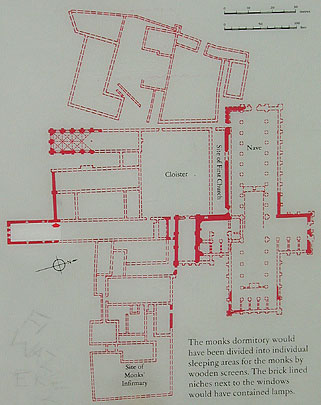 Nave
Site of First Church
Cloister
Site of
Monks'
Infirmary
The monks dormitory would
have been divided into individual
sleeping areas for the monks by
wooden screens. The brick lined
niches next to the windows
would have contained lamps.